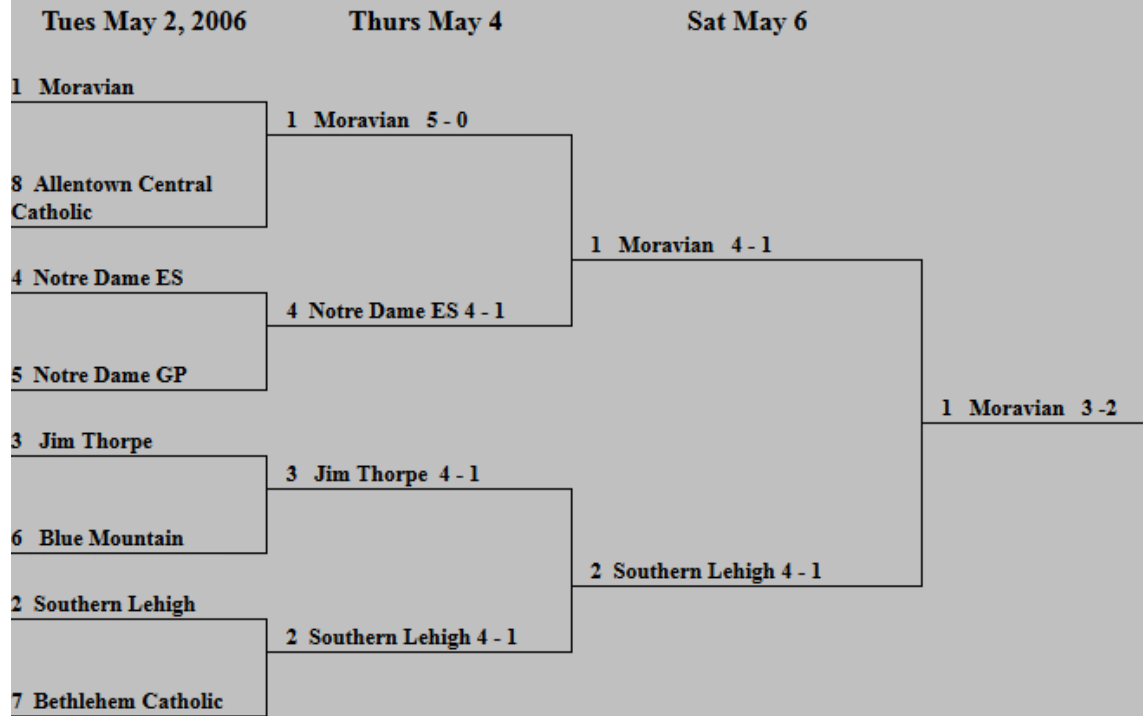 Tues May 2, 2006 Thurs May 4 Sat May 6
1 Moravian
1 Moravian 5 - 0
8 Allentown Central
Catholic
1 Moravian 4 - 1
4 Notre Dame ES
4 Notre Dame ES 4 - 1
5 Notre Dame GP
1 Moravian 3 -2
3 Jim Thorpe
3 Jim Thorpe 4 - 1
6 Blue Mountain
2 Southern Lehigh 4 - 1
2 Southern Lehigh
2 Southern Lehigh 4 - 1
7 Bethlehem Catholic